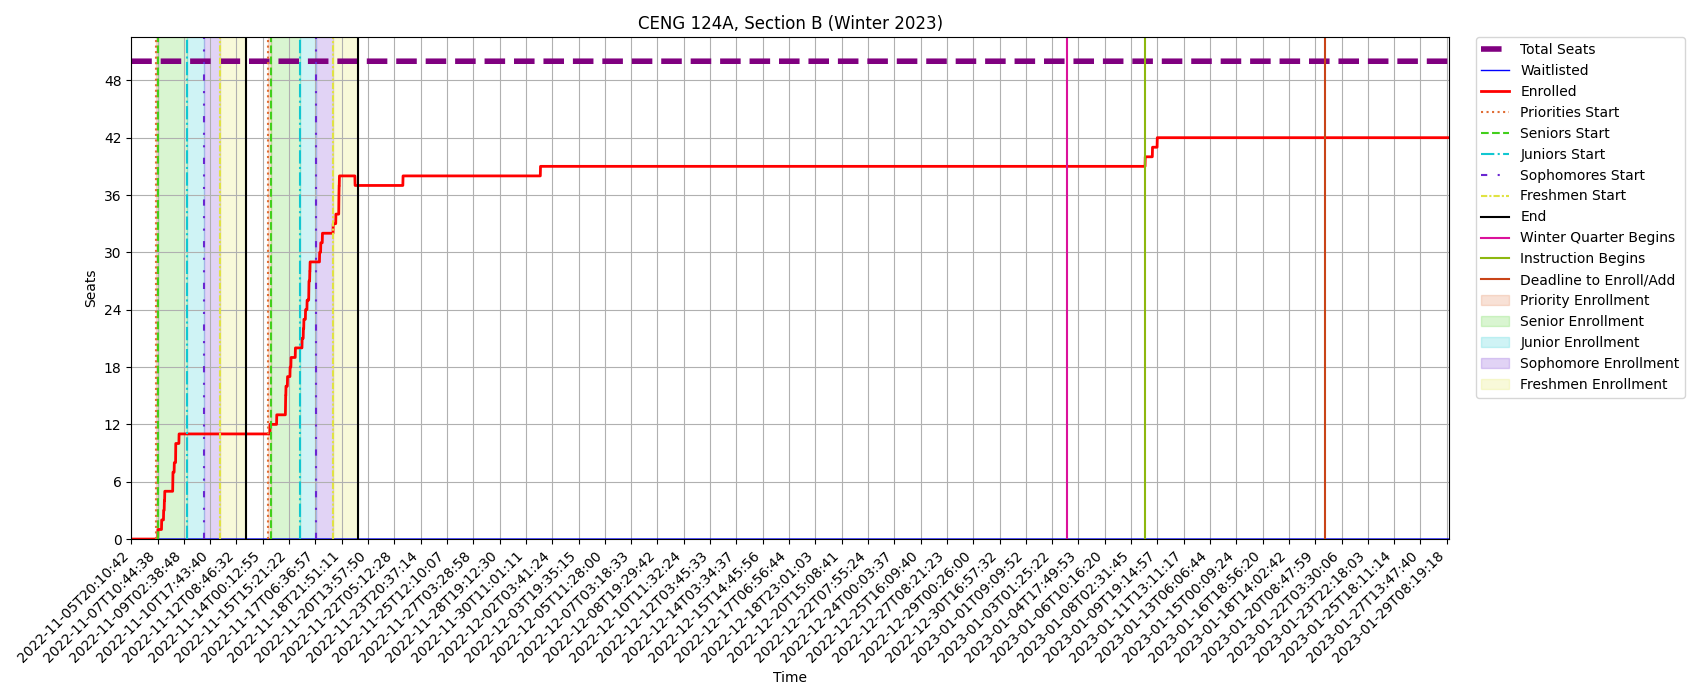 CENG 124A, Section B (Winter 2023)
Seats
48
42
36
30
24
18
12
6
0
2022-11-05T20:10:42
2022-11-07T10:44:38
2022-11-09T02:38:48
2022-11-10T17:43:40
2022-11-12T08:46:32
2022-11-14T00:12:55
2022-11-15T15:21:22
2022-11-17T06:36:57
2022-11-18T21:51:11
2022-11-20T13:57:50
2022-11-22T05:12:28
2022-11-23T20:37:14
2022-11-25T12:10:07
2022-11-27T03:28:58
2022-11-28T19:12:30
2022-11-30T11:01:11
2022-12-02T03:41:24
2022-12-03T19:35:15
2022-12-05T11:28:00
2022-12-07T03:18:33
2022-12-08T19:29:42
2022-12-10T11:32:24
2022-12-12T03:45:33
2022-12-14T03:34:37
2022-12-15T14:45:56
2022-12-17T06:56:44
2022-12-18T23:01:03
2022-12-20T15:08:41
2022-12-22T07:55:24
2022-12-24T00:03:37
2022-12-25T16:09:40
2022-12-27T08:21:23
2022-12-29T00:26:00
2022-12-30T16:57:32
2023-01-01T09:09:52
2023-01-03T01:25:22
2023-01-04T17:49:53
2023-01-06T10:16:20
2023-01-08T02:31:45
2023-01-09T19:14:57
2023-01-11T13:11:17
2023-01-13T06:06:44
2023-01-15T00:09:24
2023-01-16T18:56:20
2023-01-18T14:02:42
2023-01-20T08:47:59
2023-01-22T03:30:06
2023-01-23T22:18:03
2023-01-25T18:11:14
2023-01-27T13:47:40
2023-01-29T08:19:18
Time
Total Seats
Waitlisted
Enrolled
Priorities Start
Seniors Start
Juniors Start
Sophomores Start
Freshmen Start
End
Winter Quarter Begins
Instruction Begins
Deadline to Enroll/Add
Priority Enrollment
Senior Enrollment
Junior Enrollment
Sophomore Enrollment
Freshmen Enrollment